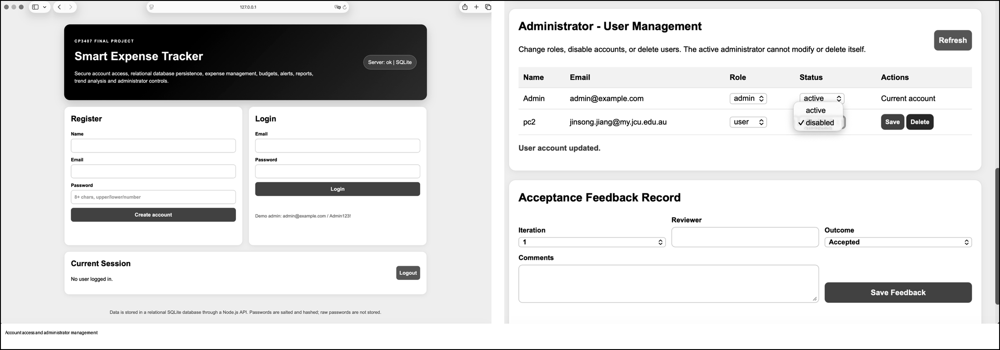 127.0.0.1
CP3407 FINAL PROJECT
Smart Expense Tracker
Secure account access, relational database persistence, expense management, budgets, alerts, reports,
trend analysis and administrator controls.
Server: ok | SQLite
Register
Name
Email
Password
8+ chars, upper/lower/number
Create account
Login
Email
Password
Login
Demo admin: admin@example.com / Admin123!
Current Session
No user logged in.
Logout
Data is stored in a relational SQLite database through a Node.js API. Passwords are salted and hashed; raw passwords are not stored.
Administrator - User Management
Change roles, disable accounts, or delete users. The active administrator cannot modify or delete itself.
Refresh
Name Email Role Status Actions
Admin admin@example.com admin active Current account
active
pc2 jinsong.jiang@my.jcu.edu.au user ✓ disabled Save Delete
User account updated.
Acceptance Feedback Record
Iteration
1
Reviewer
Outcome
Accepted
Comments
Save Feedback
Account access and administrator management